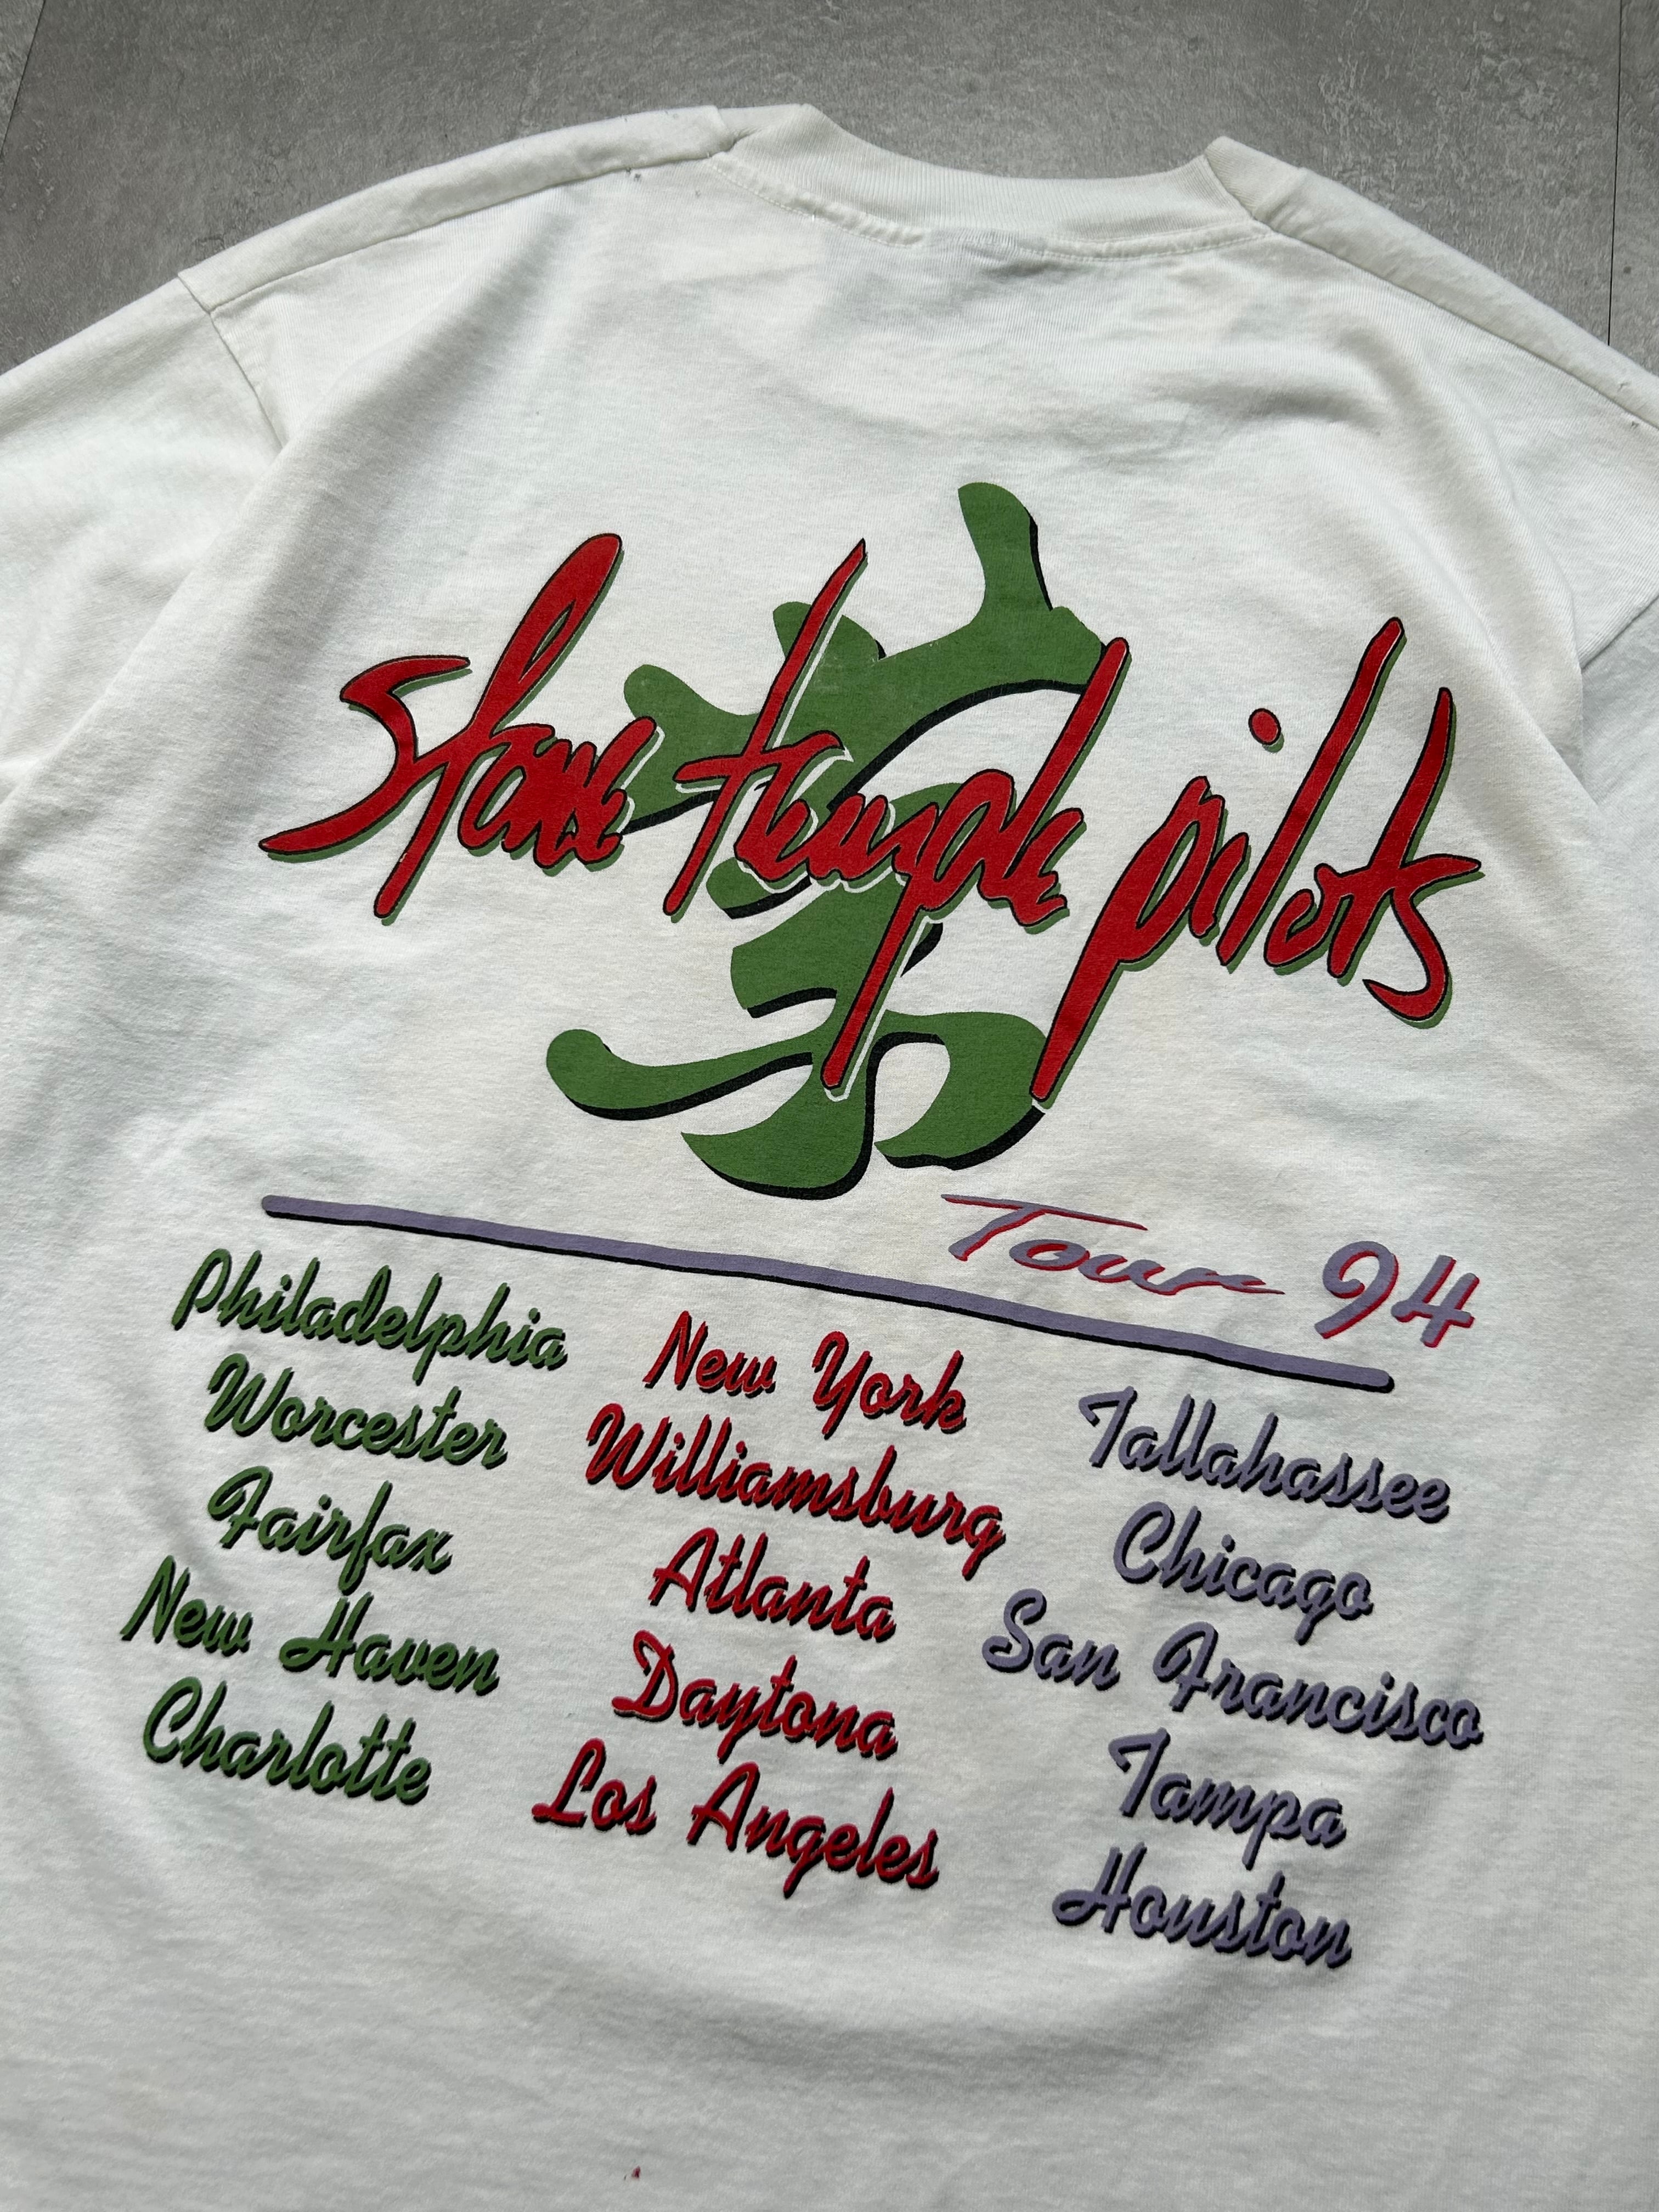 stone temple pilots
Tour 94
Philadelphia
Worcester
Fairfax
New Haven
Charlotte
New York
Williamsburg
Atlanta
Daytona
Los Angeles
Tallahassee
Chicago
San Francisco
Tampa
Houston